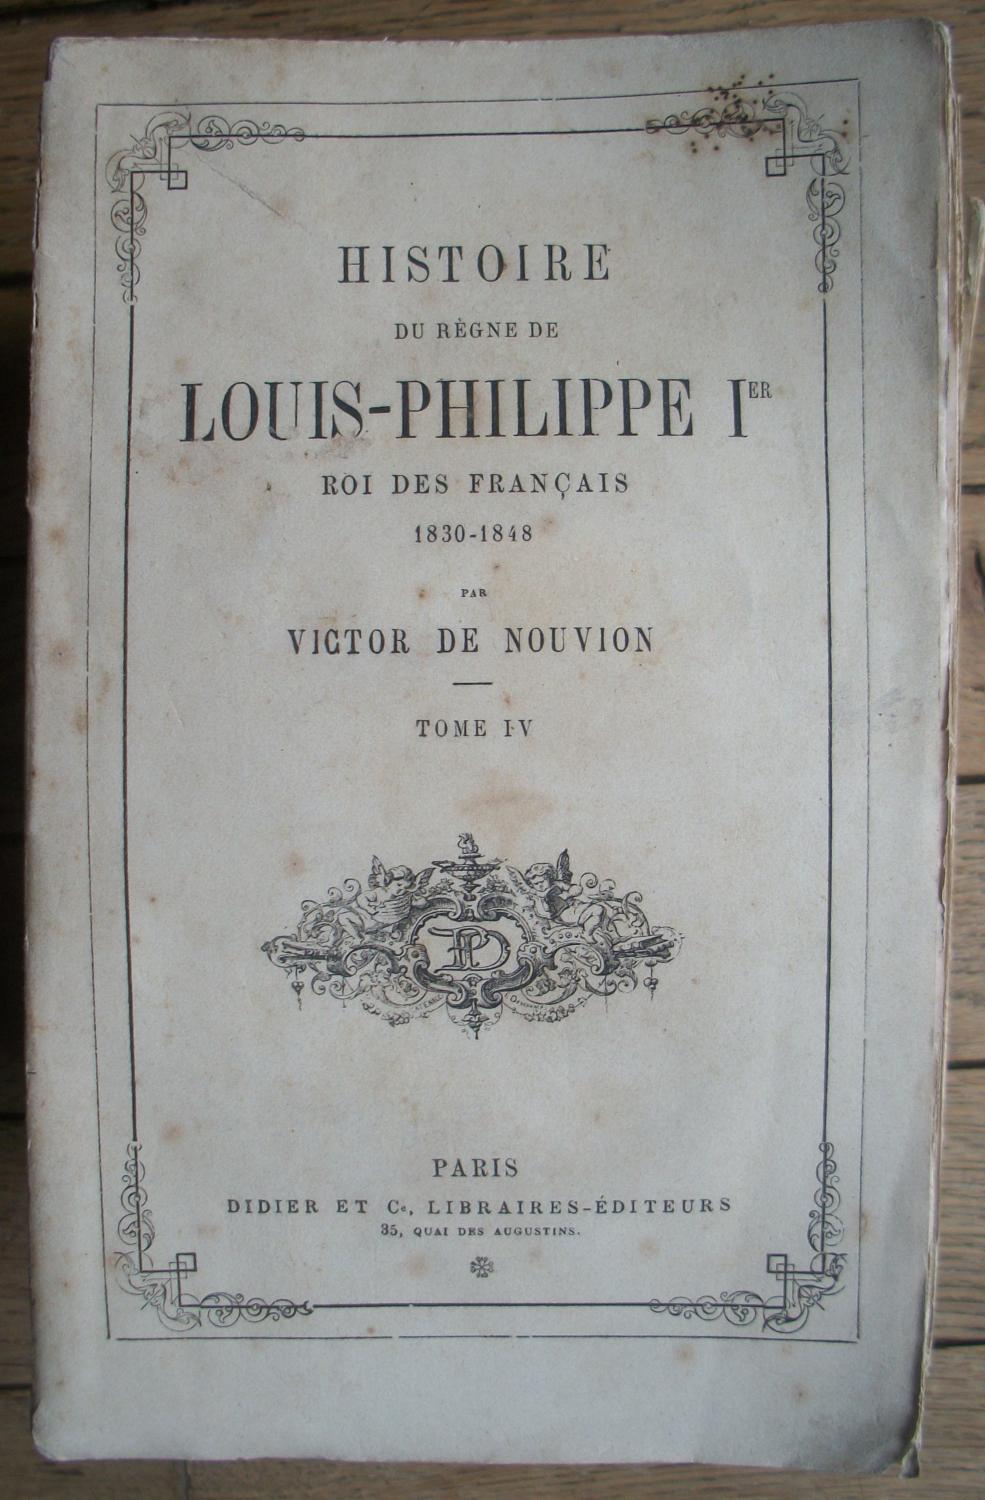 HISTOIRE
DU RÈGNE DE
LOUIS-PHILIPPE IER
ROI DES FRANÇAIS
1830-1848
PAR
VICTOR DE NOUVION
TOME IV
PARIS
DIDIER ET Ce, LIBRAIRES-ÉDITEURS
35, QUAI DES AUGUSTINS.